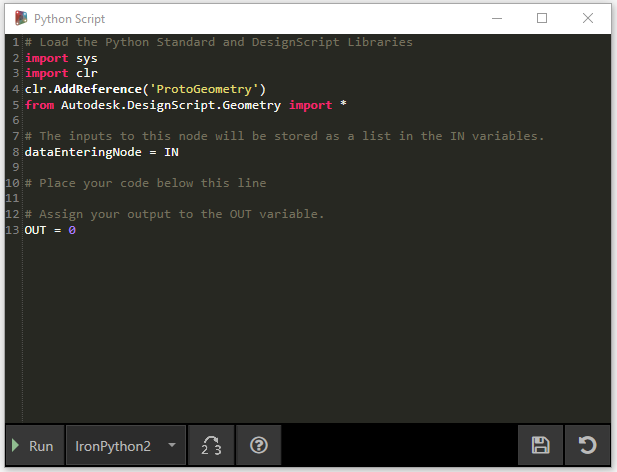 Python Script
1 # Load the Python Standard and DesignScript Libraries
2 import sys
3 import clr
4 clr.AddReference('ProtoGeometry')
5 from Autodesk.DesignScript.Geometry import *
6
7 # The inputs to this node will be stored as a list in the IN variables.
8 dataEnteringNode = IN
9
10 # Place your code below this line
11
12 # Assign your output to the OUT variable.
13 OUT = 0
Run IronPython2 2 3 ?